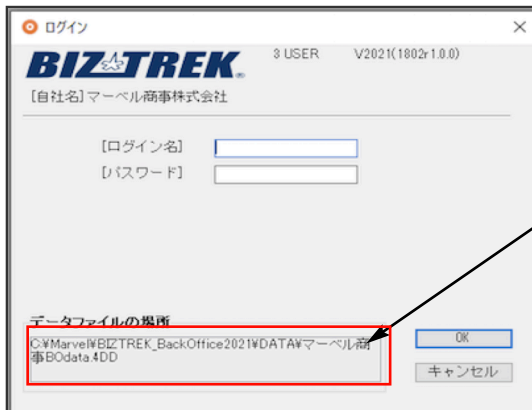 ログイン
BIZ☆TREK®
3 USER V2021(1802r1.0.0)
[自社名]マーベル商事株式会社
[ログイン名]
[パスワード]
データファイルの場所
C:¥Marvel¥BIZTREK_BackOffice2021¥DATA¥マーベル商
事BOdata.4DD
OK
キャンセル